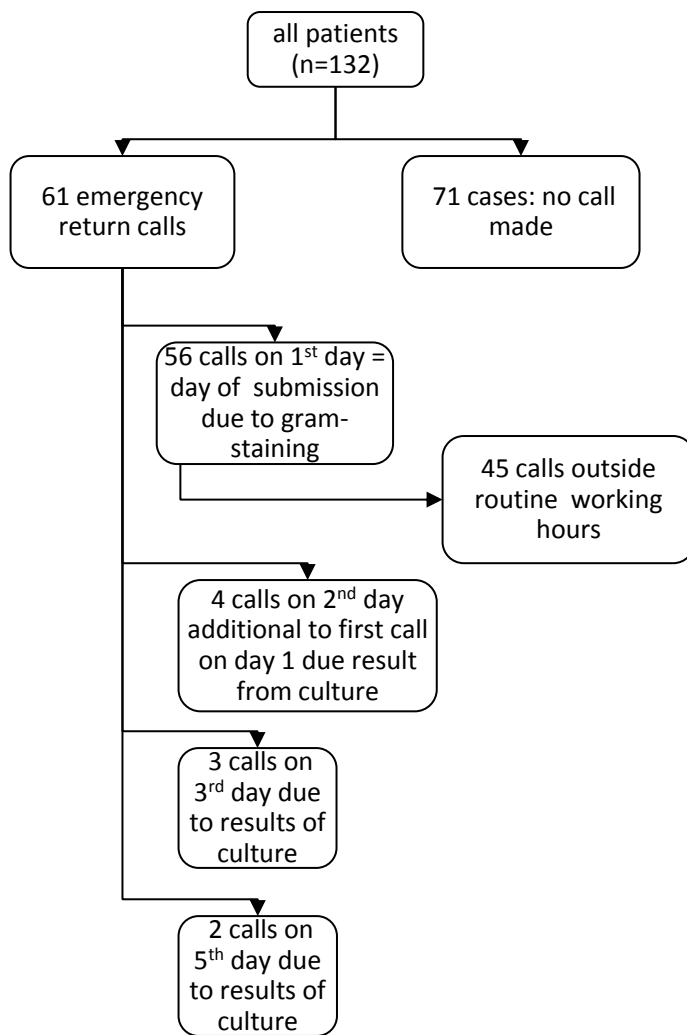 all patients
(n=132)
61 emergency
return calls
71 cases: no call
made
56 calls on 1st day =
day of submission
due to gram-
staining
45 calls outside
routine working
hours
4 calls on 2nd day
additional to first call
on day 1 due result
from culture
3 calls on
3rd day due
to results of
culture
2 calls on
5th day due
to results of
culture